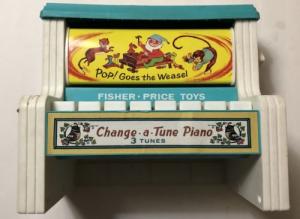 Pop! Goes the Weasel
FISHER-PRICE TOYS
Change-a-Tune Piano
3 TUNES